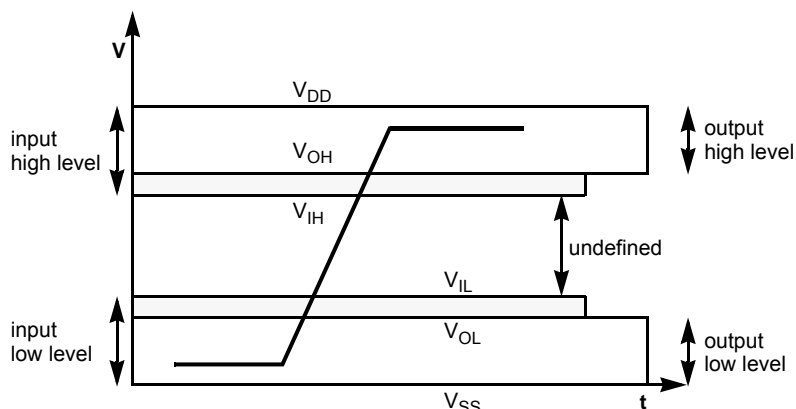 V
V_DD
input
high level
output
high level
V_OH
V_IH
undefined
V_IL
input
low level
V_OL
output
low level
V_SS
t